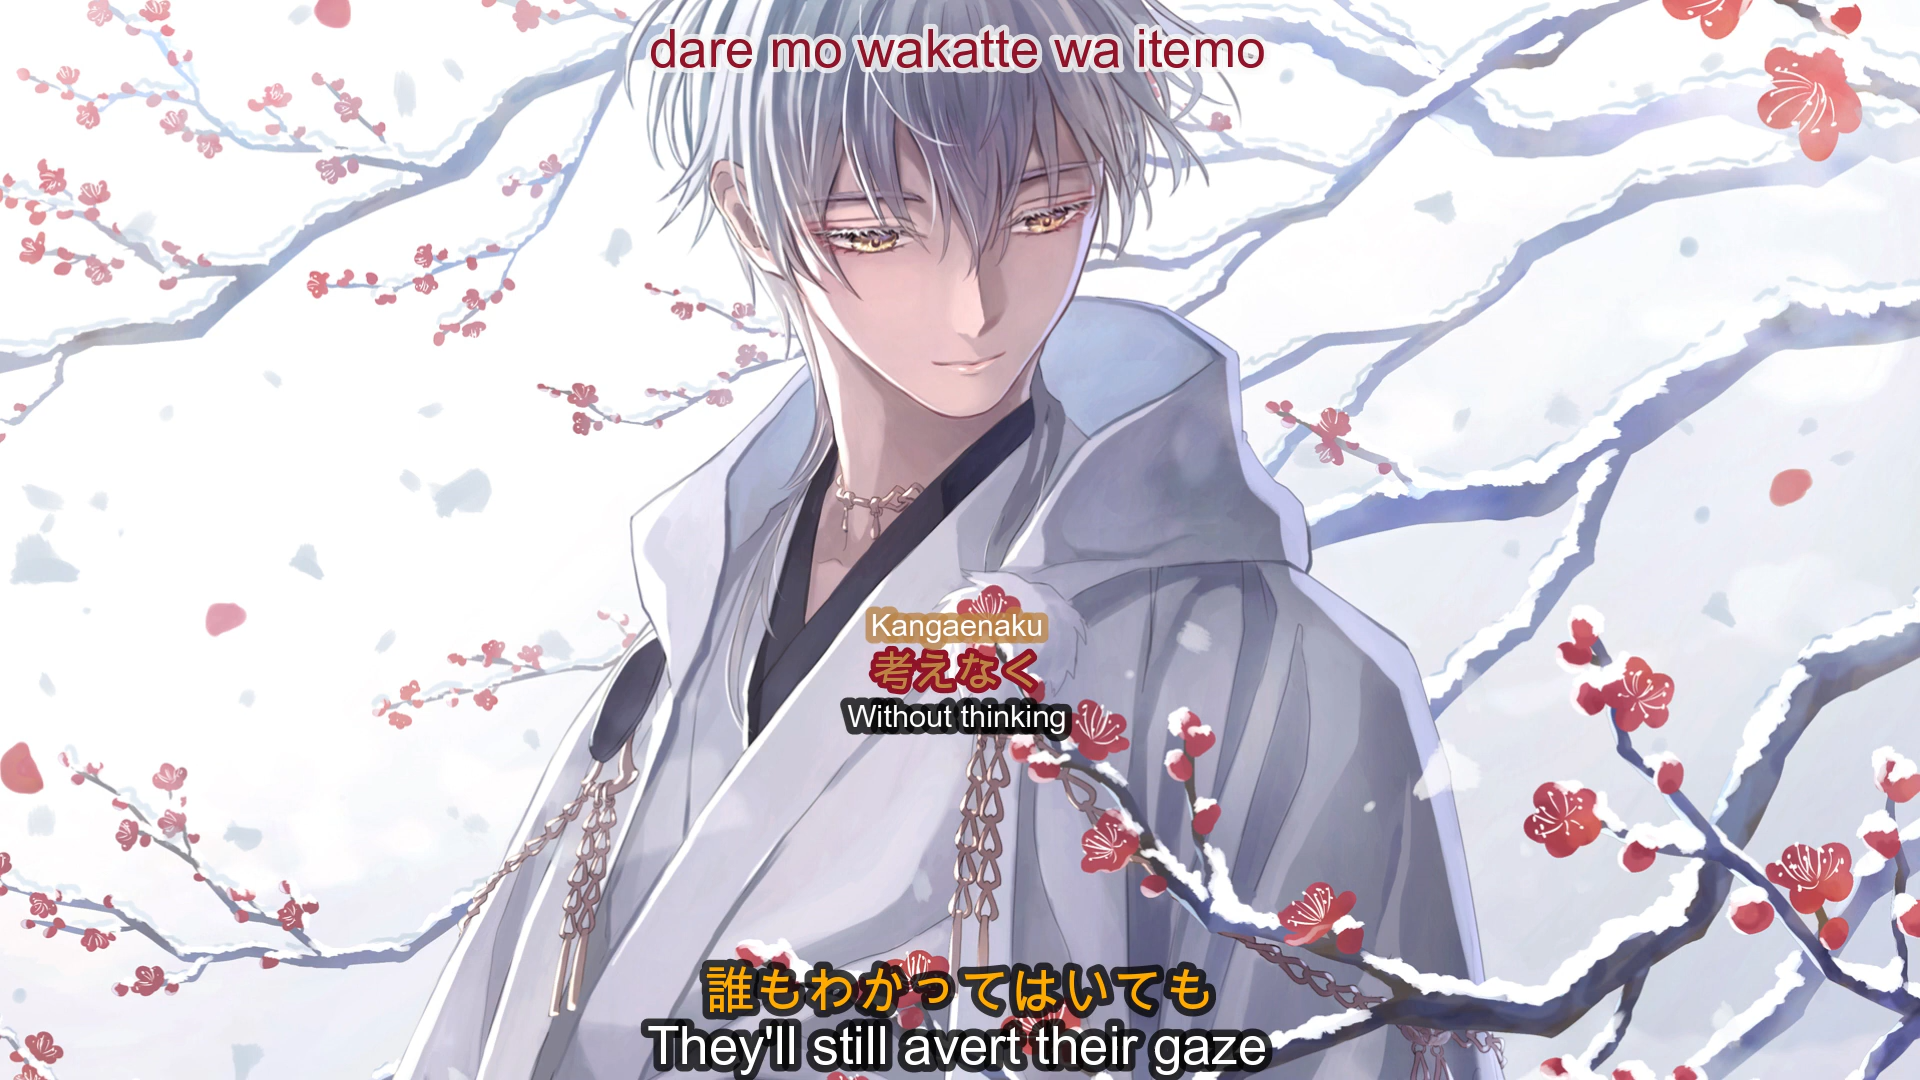 dare mo wakatte wa itemo
Kangaenaku
考えなく
Without thinking
誰もわかってはいても
They'll still avert their gaze